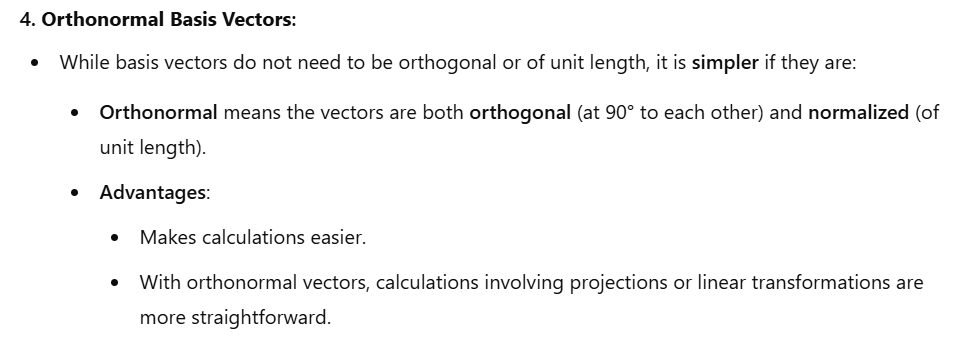 4. Orthonormal Basis Vectors:
• While basis vectors do not need to be orthogonal or of unit length, it is simpler if they are:
• Orthonormal means the vectors are both orthogonal (at 90° to each other) and normalized (of
unit length).
• Advantages:
• Makes calculations easier.
• With orthonormal vectors, calculations involving projections or linear transformations are
more straightforward.